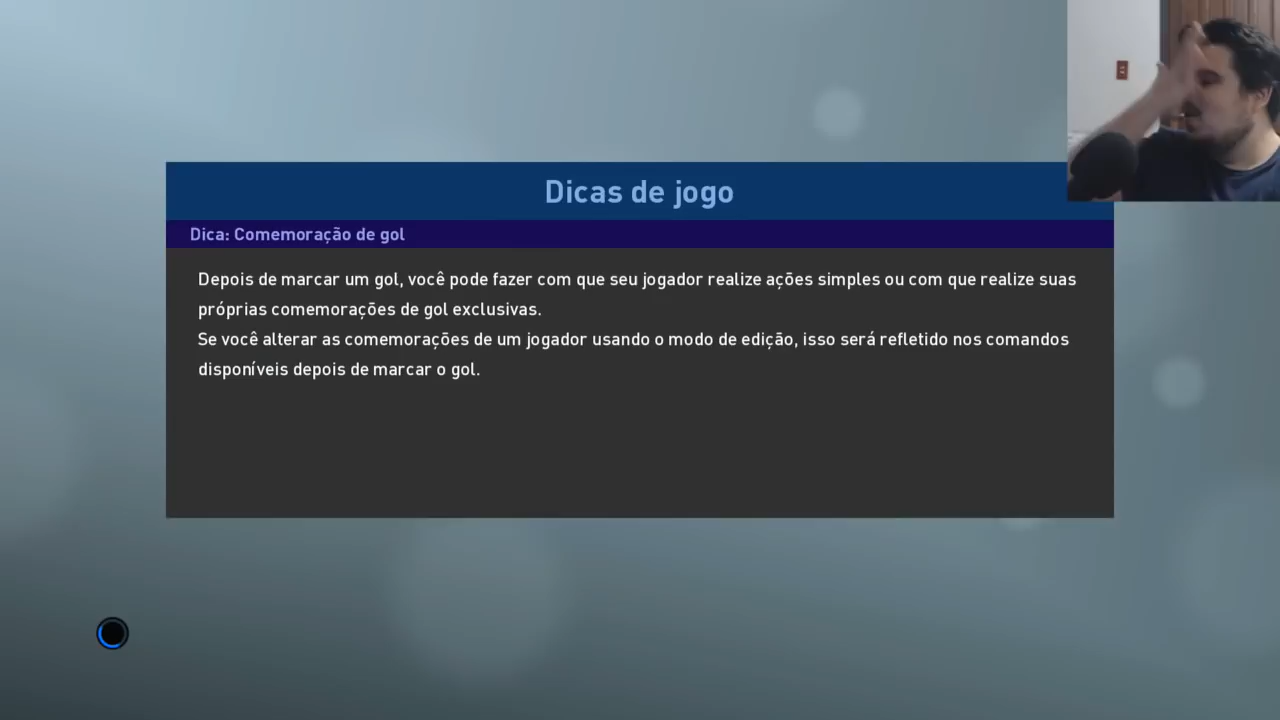 Dicas de jogo
Dica: Comemoração de gol
Depois de marcar um gol, você pode fazer com que seu jogador realize ações simples ou com que realize suas
próprias comemorações de gol exclusivas.
Se você alterar as comemorações de um jogador usando o modo de edição, isso será refletido nos comandos
disponíveis depois de marcar o gol.